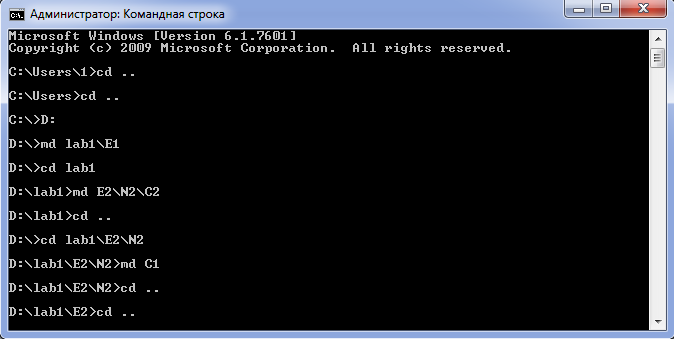 Администратор: Командная строка
Microsoft Windows [Version 6.1.7601]
Copyright (c) 2009 Microsoft Corporation.  All rights reserved.
C:\Users\1>cd ..
C:\Users>cd ..
C:\>D:
D:\>md lab1\E1
D:\>cd lab1
D:\lab1>md E2\N2\C2
D:\lab1>cd ..
D:\>cd lab1\E2\N2
D:\lab1\E2\N2>md C1
D:\lab1\E2\N2>cd ..
D:\lab1\E2>cd ..